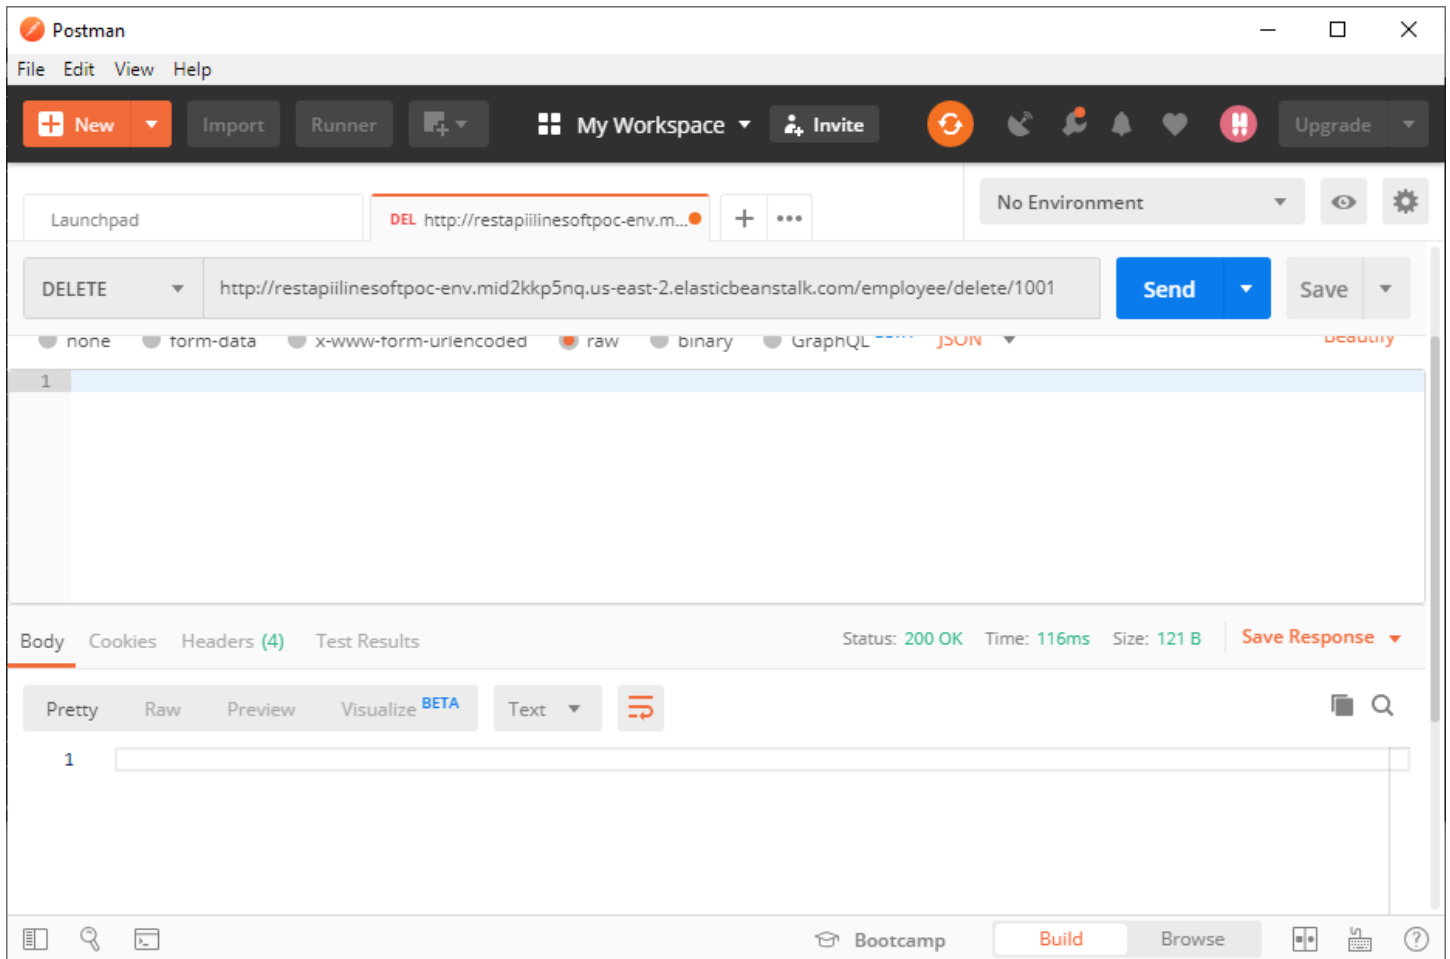 Postman
File Edit View Help
New Import Runner My Workspace Invite Upgrade
Launchpad DEL http://restapiilinesoftpoc-env.m... No Environment
DELETE http://restapiilinesoftpoc-env.mid2kkp5nq.us-east-2.elasticbeanstalk.com/employee/delete/1001 Send Save
none form-data x-www-form-urlencoded raw binary GraphQL BETA JSON Beautify
1
Body Cookies Headers (4) Test Results Status: 200 OK Time: 116ms Size: 121 B Save Response
Pretty Raw Preview Visualize BETA Text
1
Bootcamp Build Browse